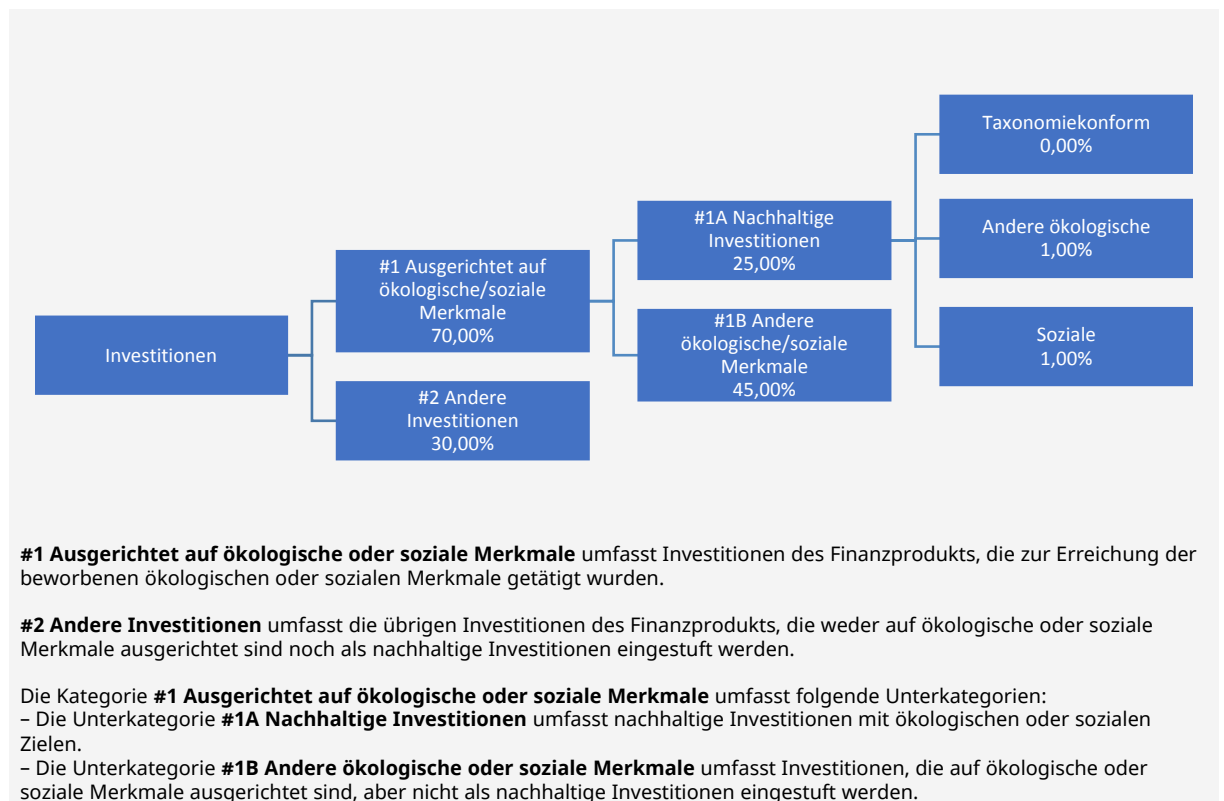 Investitionen
#1 Ausgerichtet auf
ökologische/soziale
Merkmale
70,00%
#2 Andere
Investitionen
30,00%
#1A Nachhaltige
Investitionen
25,00%
#1B Andere
ökologische/soziale
Merkmale
45,00%
Taxonomiekonform
0,00%
Andere ökologische
1,00%
Soziale
1,00%
#1 Ausgerichtet auf ökologische oder soziale Merkmale umfasst Investitionen des Finanzprodukts, die zur Erreichung der
beworbenen ökologischen oder sozialen Merkmale getätigt wurden.
#2 Andere Investitionen umfasst die übrigen Investitionen des Finanzprodukts, die weder auf ökologische oder soziale
Merkmale ausgerichtet sind noch als nachhaltige Investitionen eingestuft werden.
Die Kategorie #1 Ausgerichtet auf ökologische oder soziale Merkmale umfasst folgende Unterkategorien:
– Die Unterkategorie #1A Nachhaltige Investitionen umfasst nachhaltige Investitionen mit ökologischen oder sozialen
Zielen.
– Die Unterkategorie #1B Andere ökologische oder soziale Merkmale umfasst Investitionen, die auf ökologische oder
soziale Merkmale ausgerichtet sind, aber nicht als nachhaltige Investitionen eingestuft werden.